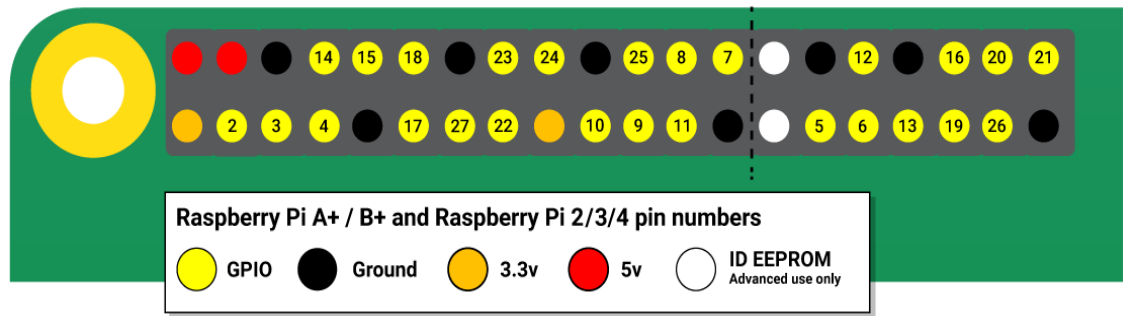 14 15 18 23 24 25 8 7 12 16 20 21
2 3 4 17 27 22 10 9 11 5 6 13 19 26
Raspberry Pi A+ / B+ and Raspberry Pi 2/3/4 pin numbers
GPIO Ground 3.3v 5v ID EEPROM
Advanced use only